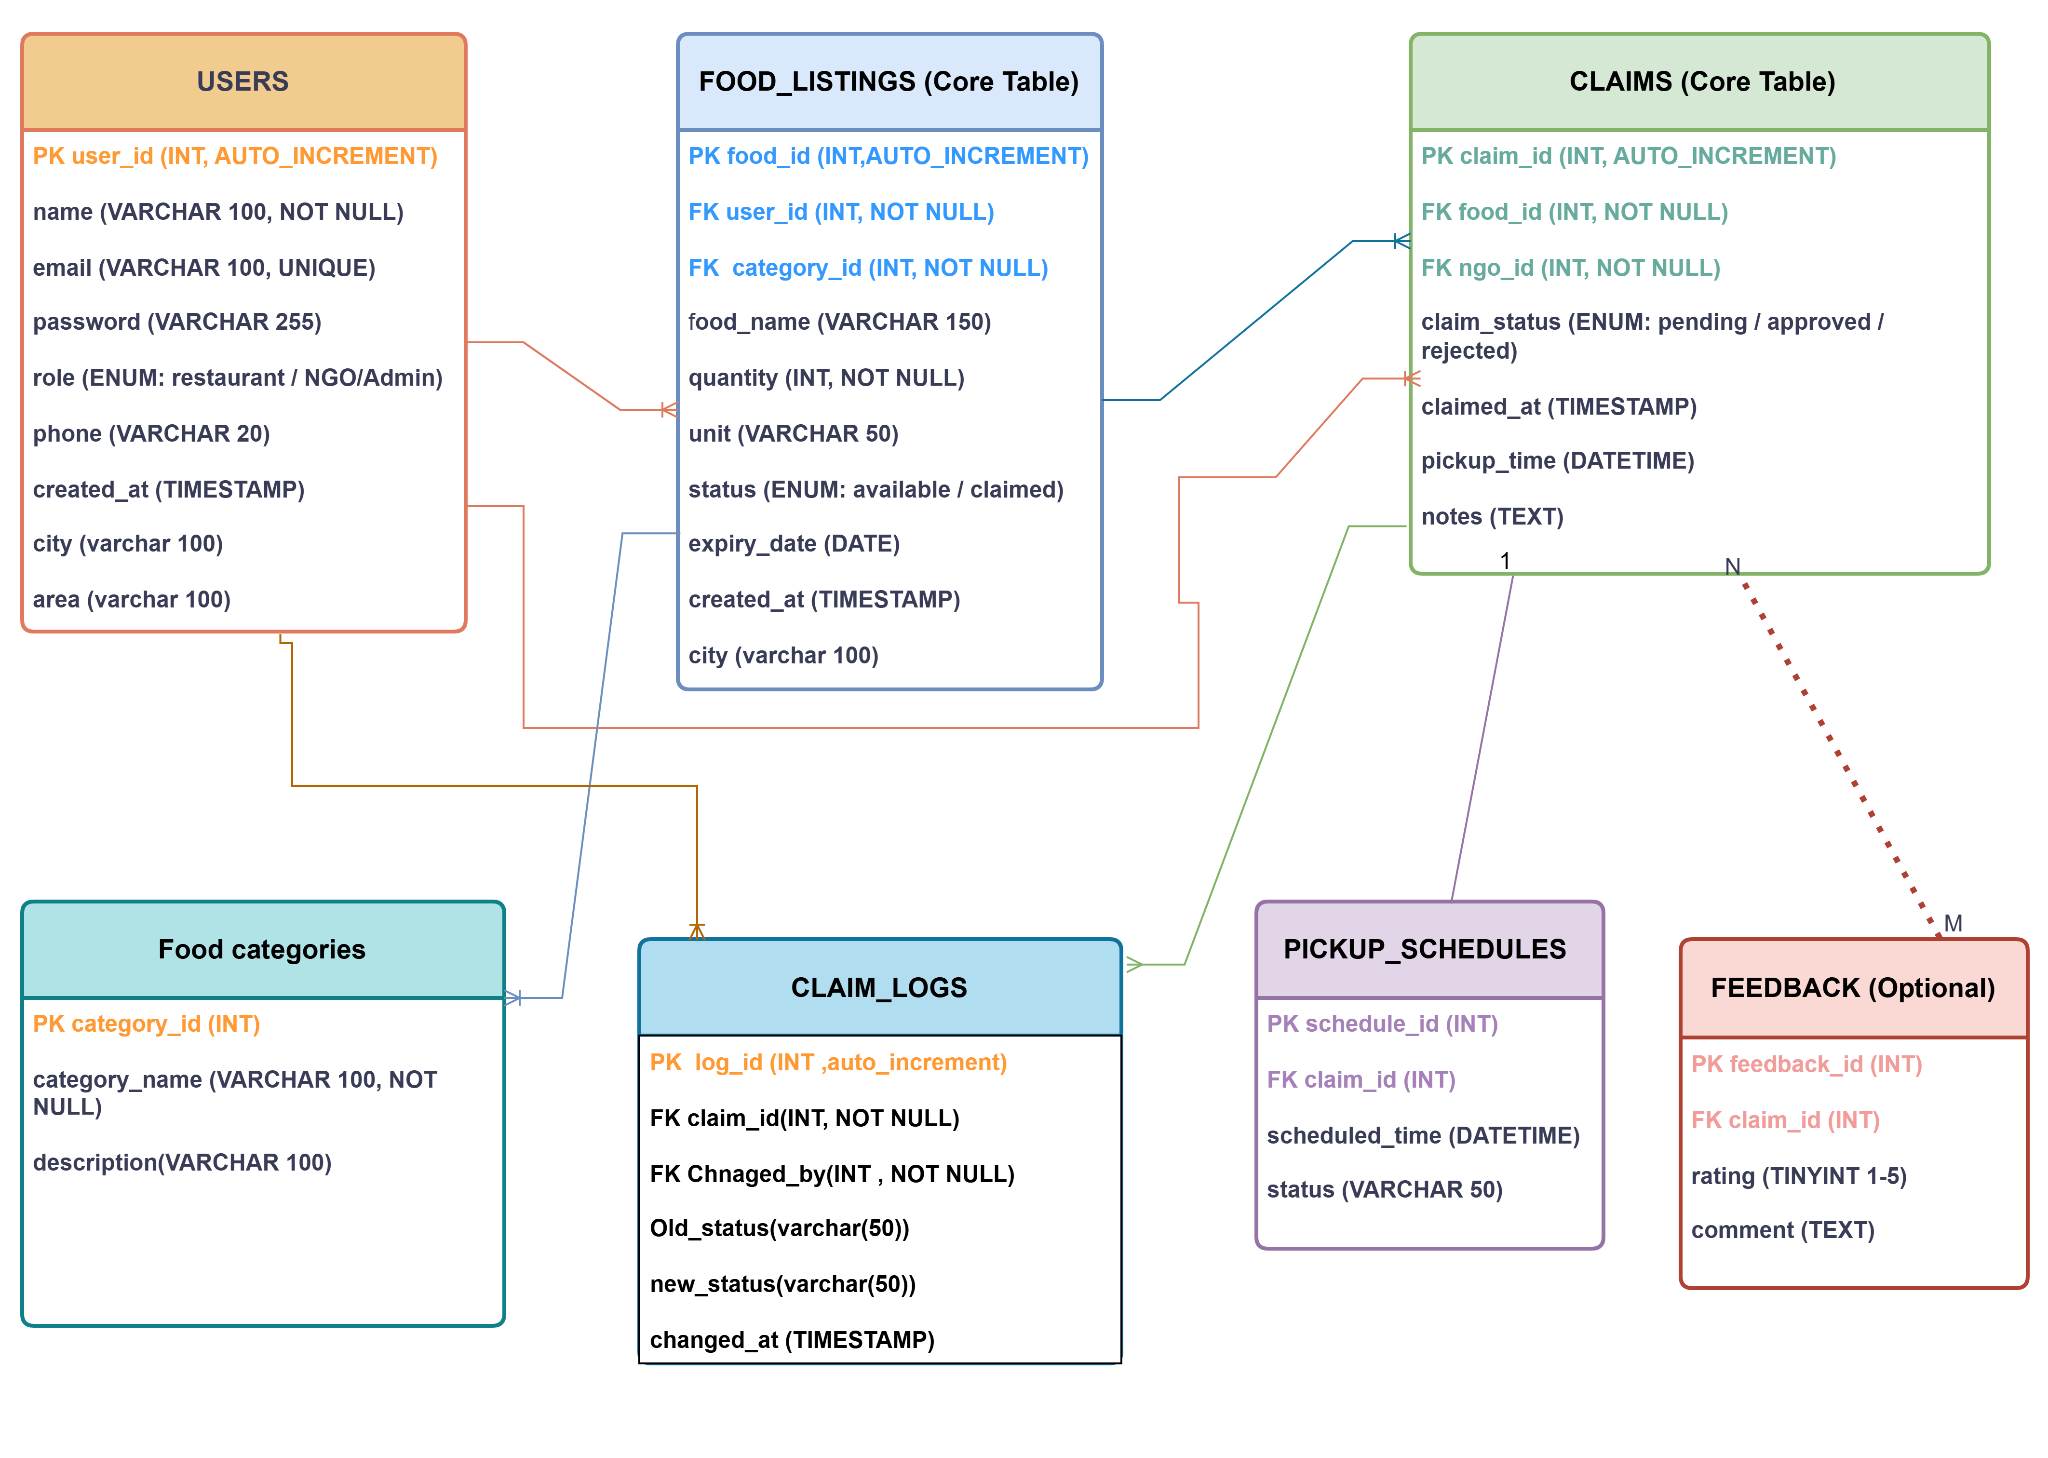 USERS
PK user_id (INT, AUTO_INCREMENT)
name (VARCHAR 100, NOT NULL)
email (VARCHAR 100, UNIQUE)
password (VARCHAR 255)
role (ENUM: restaurant / NGO/Admin)
phone (VARCHAR 20)
created_at (TIMESTAMP)
city (varchar 100)
area (varchar 100)
FOOD_LISTINGS (Core Table)
PK food_id (INT,AUTO_INCREMENT)
FK user_id (INT, NOT NULL)
FK  category_id (INT, NOT NULL)
food_name (VARCHAR 150)
quantity (INT, NOT NULL)
unit (VARCHAR 50)
status (ENUM: available / claimed)
expiry_date (DATE)
created_at (TIMESTAMP)
city (varchar 100)
CLAIMS (Core Table)
PK claim_id (INT, AUTO_INCREMENT)
FK food_id (INT, NOT NULL)
FK ngo_id (INT, NOT NULL)
claim_status (ENUM: pending / approved /
rejected)
claimed_at (TIMESTAMP)
pickup_time (DATETIME)
notes (TEXT)
1
N
M
Food categories
PK category_id (INT)
category_name (VARCHAR 100, NOT
NULL)
description(VARCHAR 100)
CLAIM_LOGS
PK  log_id (INT ,auto_increment)
FK claim_id(INT, NOT NULL)
FK Chnaged_by(INT , NOT NULL)
Old_status(varchar(50))
new_status(varchar(50))
changed_at (TIMESTAMP)
PICKUP_SCHEDULES
PK schedule_id (INT)
FK claim_id (INT)
scheduled_time (DATETIME)
status (VARCHAR 50)
FEEDBACK (Optional)
PK feedback_id (INT)
FK claim_id (INT)
rating (TINYINT 1-5)
comment (TEXT)